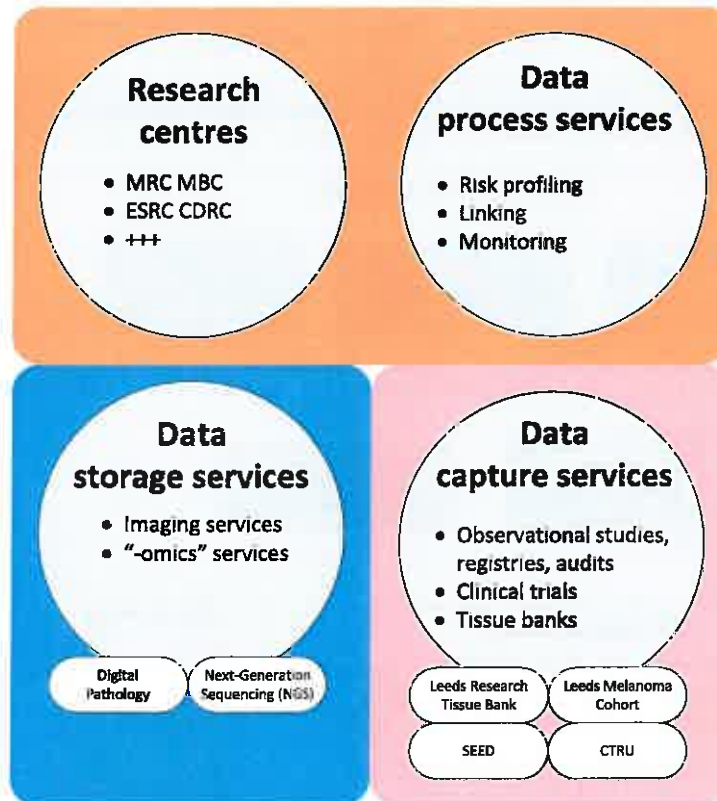 Research
centres
• MRC MBC
• ESRC CDRC
• +++
Data
process services
• Risk profiling
• Linking
• Monitoring
Data
storage services
• Imaging services
• “-omics” services
Digital
Pathology
Next-Generation
Sequencing (NGS)
Data
capture services
• Observational studies,
registries, audits
• Clinical trials
• Tissue banks
Leeds Research
Tissue Bank
Leeds Melanoma
Cohort
SEED
CTRU